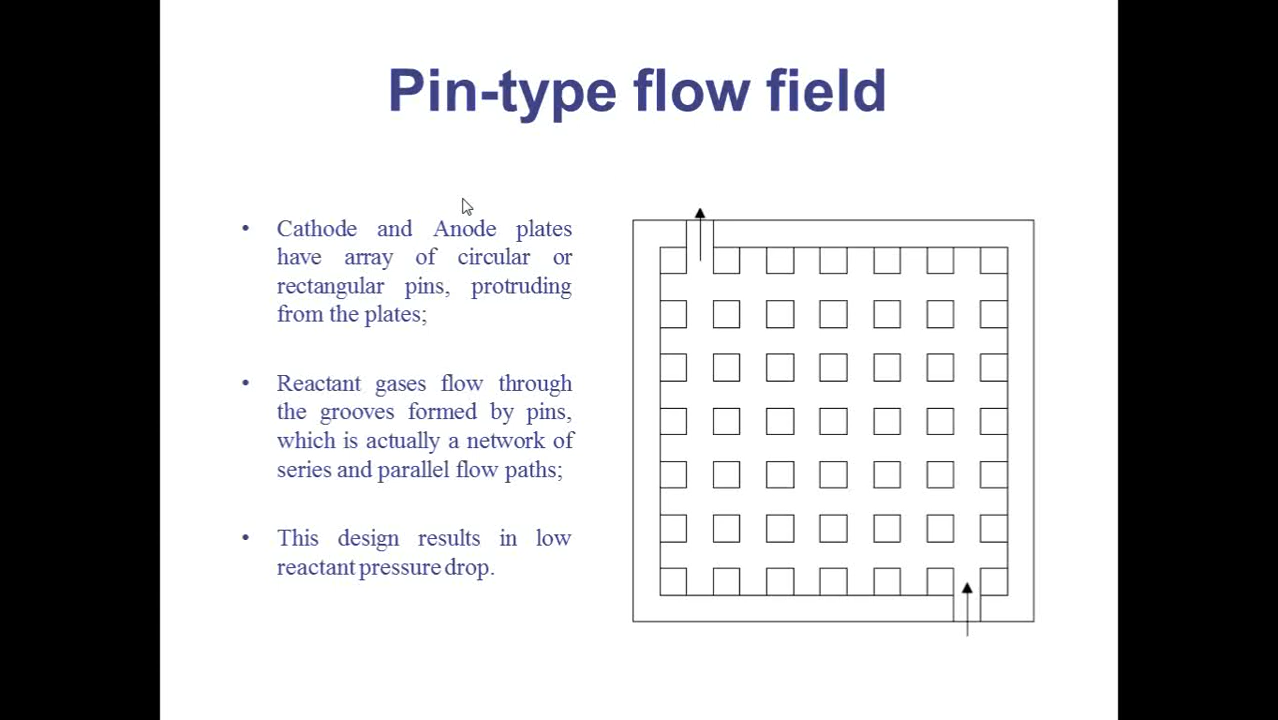 Pin-type flow field
• Cathode and Anode plates
have array of circular or
rectangular pins, protruding
from the plates;
• Reactant gases flow through
the grooves formed by pins,
which is actually a network of
series and parallel flow paths;
• This design results in low
reactant pressure drop.